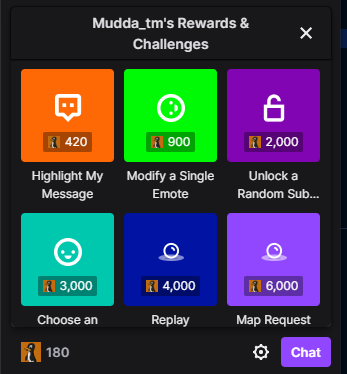 Mudda_tm's Rewards &
Challenges
420
900
2,000
Highlight My
Message
Modify a Single
Emote
Unlock a
Random Sub...
3,000
4,000
6,000
Choose an
Replay
Map Request
180
Chat